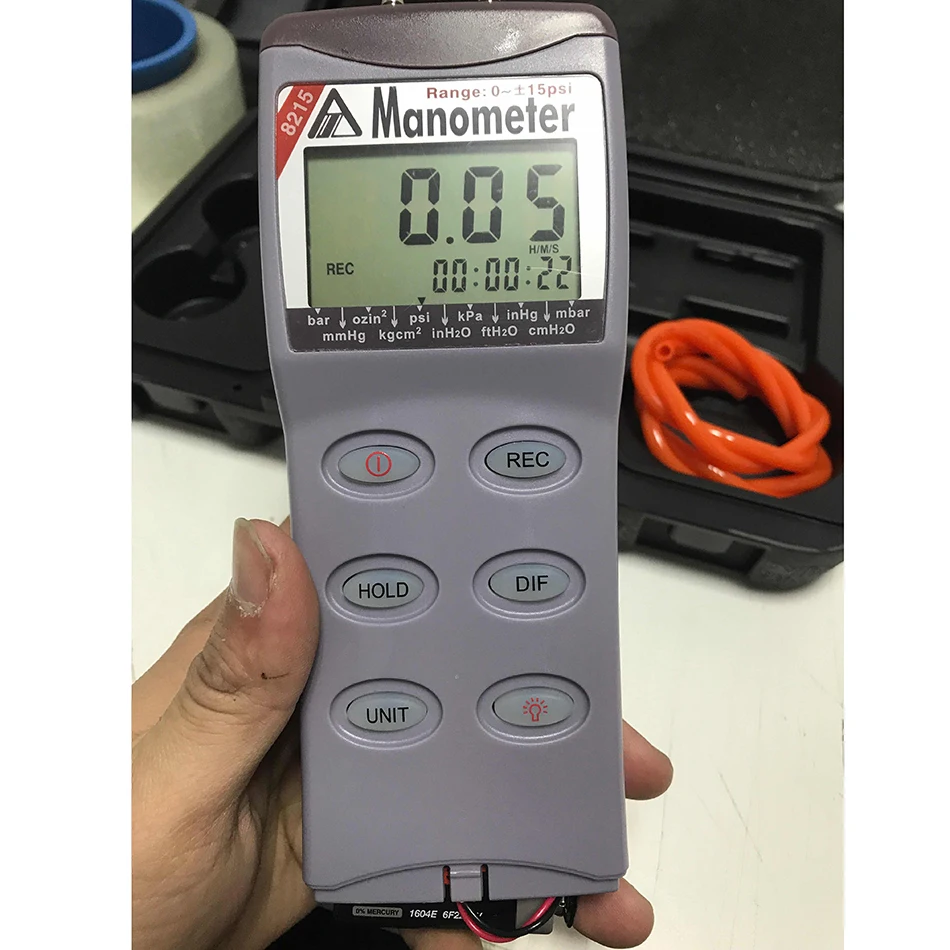 8215
Range: 0~±15psi
Manometer
0.05
H/M/S
REC
00:00:22
bar ozin² psi kPa inHg mbar
mmHg kgcm² inH₂O ftH₂O cmH₂O
REC
HOLD DIF
UNIT
0% MERCURY 1604E